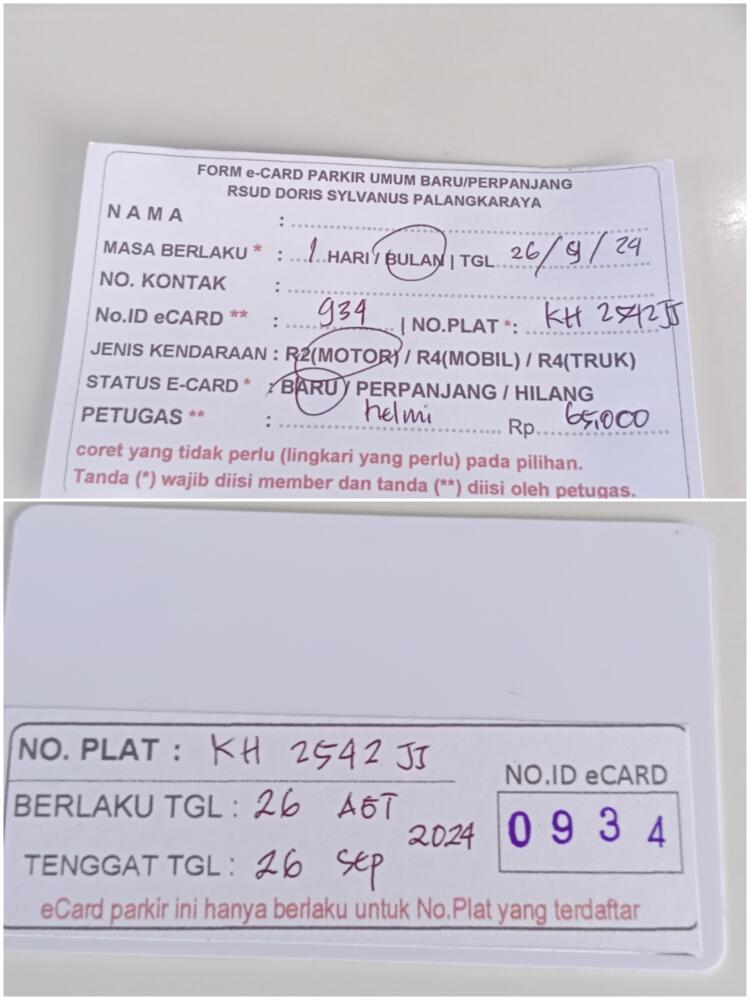 FORM e-CARD PARKIR UMUM BARU/PERPANJANG
RSUD DORIS SYLVANUS PALANGKARAYA
NAMA :
MASA BERLAKU * : 1 HARI / BULAN | TGL 26/9/24
NO. KONTAK :
No.ID eCARD ** : 934 | NO.PLAT *: KH 2542 JJ
JENIS KENDARAAN : R2(MOTOR) / R4(MOBIL) / R4(TRUK)
STATUS E-CARD * : BARU / PERPANJANG / HILANG
PETUGAS ** : helmi Rp 65,000
coret yang tidak perlu (lingkari yang perlu) pada pilihan.
Tanda (*) wajib diisi member dan tanda (**) diisi oleh petugas.
NO. PLAT : KH 2542 JJ
NO.ID eCARD
BERLAKU TGL : 26 AGT
2024
0934
TENGGAT TGL : 26 Sep
eCard parkir ini hanya berlaku untuk No.Plat yang terdaftar